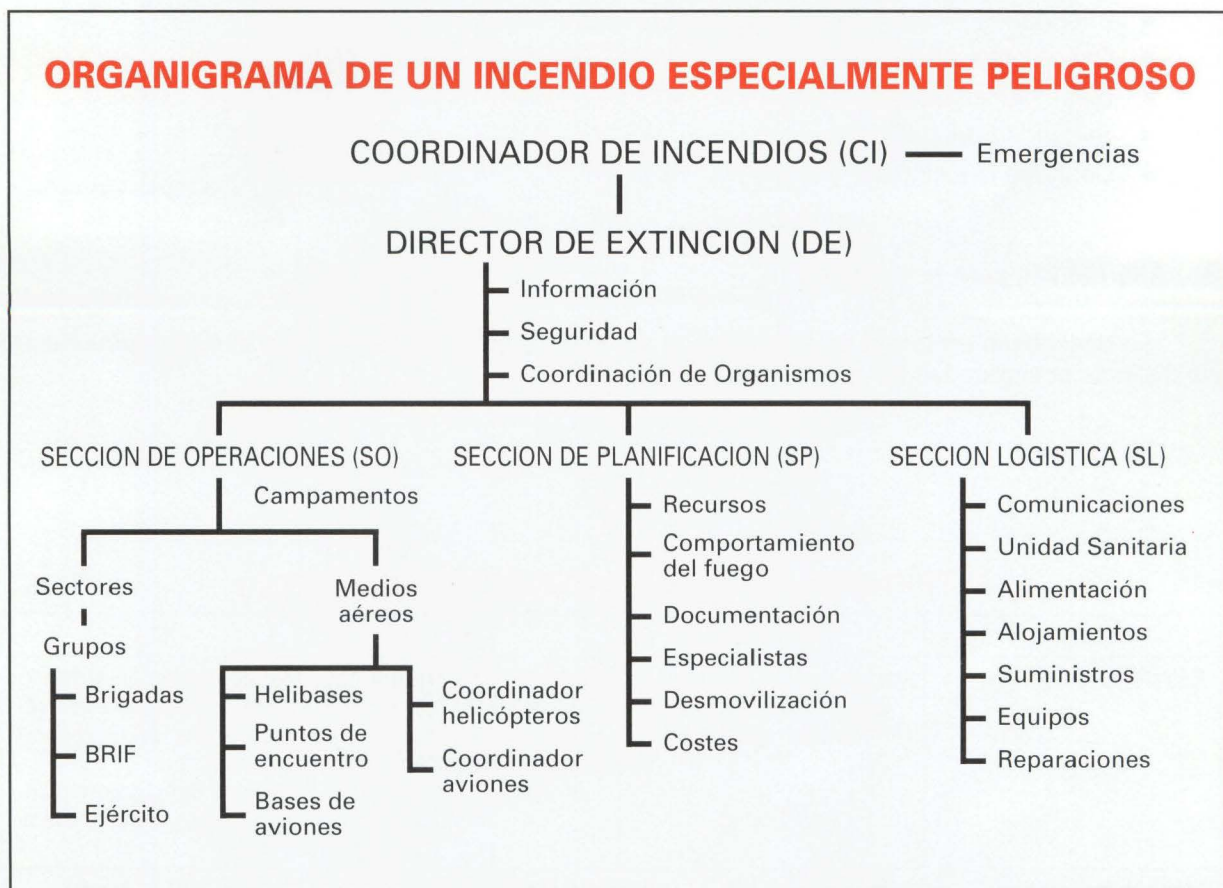 ORGANIGRAMA DE UN INCENDIO ESPECIALMENTE PELIGROSO
COORDINADOR DE INCENDIOS (CI)
Emergencias
DIRECTOR DE EXTINCION (DE)
Información
Seguridad
Coordinación de Organismos
SECCION DE OPERACIONES (SO)
Campamentos
Sectores
Grupos
Brigadas
BRIF
Ejército
Medios
aéreos
Helibases
Puntos de
encuentro
Bases de
aviones
Coordinador
helicópteros
Coordinador
aviones
SECCION DE PLANIFICACION (SP)
Recursos
Comportamiento
del fuego
Documentación
Especialistas
Desmovilización
Costes
SECCION LOGISTICA (SL)
Comunicaciones
Unidad Sanitaria
Alimentación
Alojamientos
Suministros
Equipos
Reparaciones